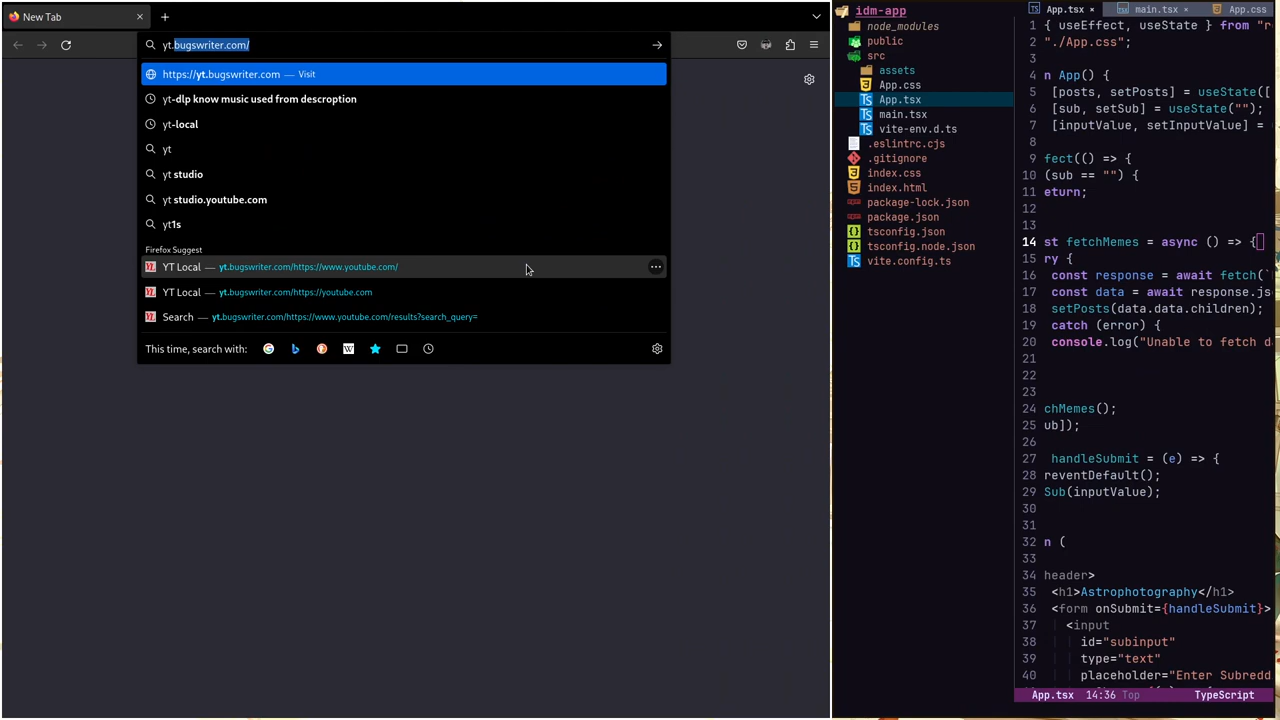 New Tab
yt.bugswriter.com/
https://yt.bugswriter.com — Visit
yt-dlp know music used from descroption
yt-local
yt
yt studio
yt studio.youtube.com
yt1s
Firefox Suggest
YT Local — yt.bugswriter.com/https://www.youtube.com/
YT Local — yt.bugswriter.com/https://youtube.com
Search — yt.bugswriter.com/https://www.youtube.com/results?search_query=
This time, search with:
idm-app
node_modules
public
src
assets
App.css
App.tsx
main.tsx
vite-env.d.ts
.eslintrc.cjs
.gitignore
index.css
index.html
package-lock.json
package.json
tsconfig.json
tsconfig.node.json
vite.config.ts
App.tsx × main.tsx × App.css
1 { useEffect, useState } from "r
2 "./App.css";
3
4 n App() {
5 [posts, setPosts] = useState([
6 [sub, setSub] = useState("");
7 [inputValue, setInputValue] =
8
9 fect(() => {
10 (sub == "") {
11 eturn;
12
13
14 st fetchMemes = async () => {
15 ry {
16 const response = await fetch(`
17 const data = await response.js
18 setPosts(data.data.children);
19 catch (error) {
20 console.log("Unable to fetch d
21
22
23
24 chMemes();
25 ub]);
26
27 handleSubmit = (e) => {
28 reventDefault();
29 Sub(inputValue);
30
31
32 n (
33
34 header>
35 <h1>Astrophotography</h1>
36 <form onSubmit={handleSubmit}>
37 <input
38 id="subinput"
39 type="text"
40 placeholder="Enter Subredd
App.tsx 14:36 Top TypeScript